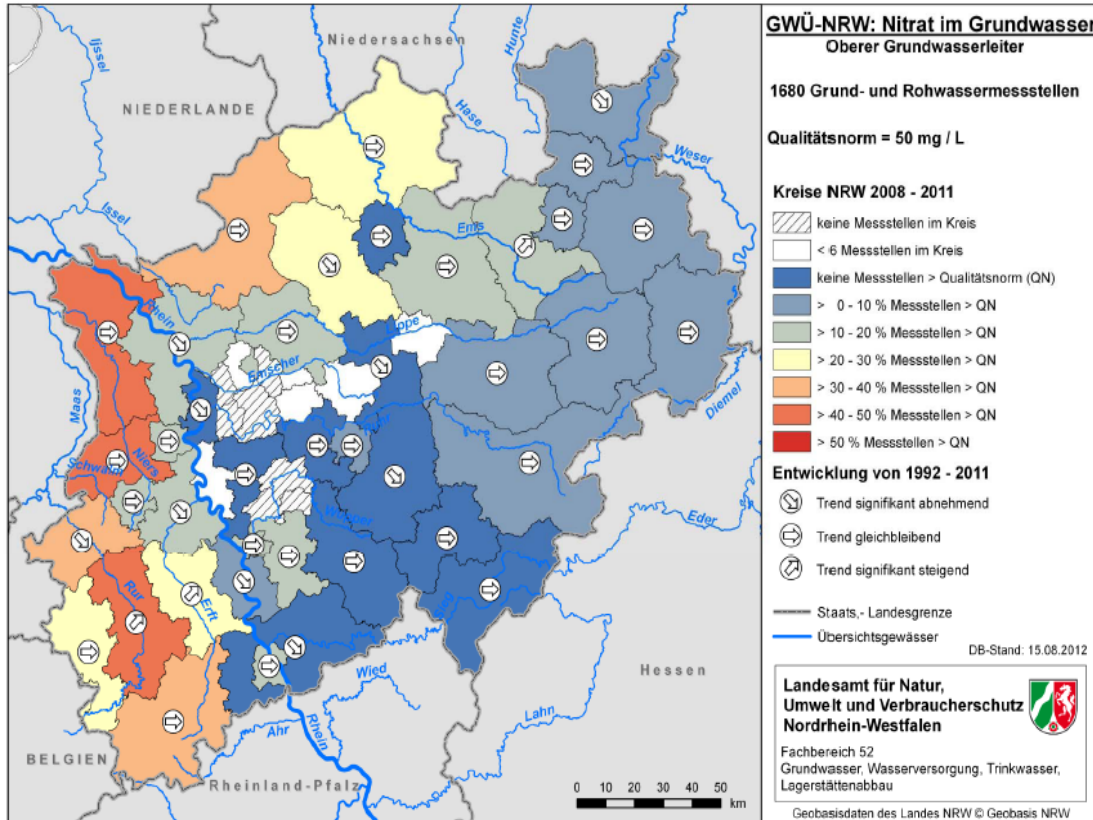 Niedersachsen
NIEDERLANDE
Ijssel
Hunte
Hase
Weser
Issel
Ems
Rhein
Lippe
Emscher
Ruhr
Maas
Niers
Schwalm
Diemel
Eder
Wupper
Rur
Erft
Sieg
Hessen
Wied
Lahn
Ahr
Rhein
BELGIEN
Rheinland-Pfalz
0 10 20 30 40 50
km
GWÜ-NRW: Nitrat im Grundwasser
Oberer Grundwasserleiter
1680 Grund- und Rohwassermessstellen
Qualitätsnorm = 50 mg / L
Kreise NRW 2008 - 2011
keine Messstellen im Kreis
< 6 Messstellen im Kreis
keine Messstellen > Qualitätsnorm (QN)
> 0 - 10 % Messstellen > QN
> 10 - 20 % Messstellen > QN
> 20 - 30 % Messstellen > QN
> 30 - 40 % Messstellen > QN
> 40 - 50 % Messstellen > QN
> 50 % Messstellen > QN
Entwicklung von 1992 - 2011
Trend signifikant abnehmend
Trend gleichbleibend
Trend signifikant steigend
Staats,- Landesgrenze
Übersichtsgewässer
DB-Stand: 15.08.2012
Landesamt für Natur,
Umwelt und Verbraucherschutz
Nordrhein-Westfalen
Fachbereich 52
Grundwasser, Wasserversorgung, Trinkwasser,
Lagerstättenabbau
Geobasisdaten des Landes NRW © Geobasis NRW